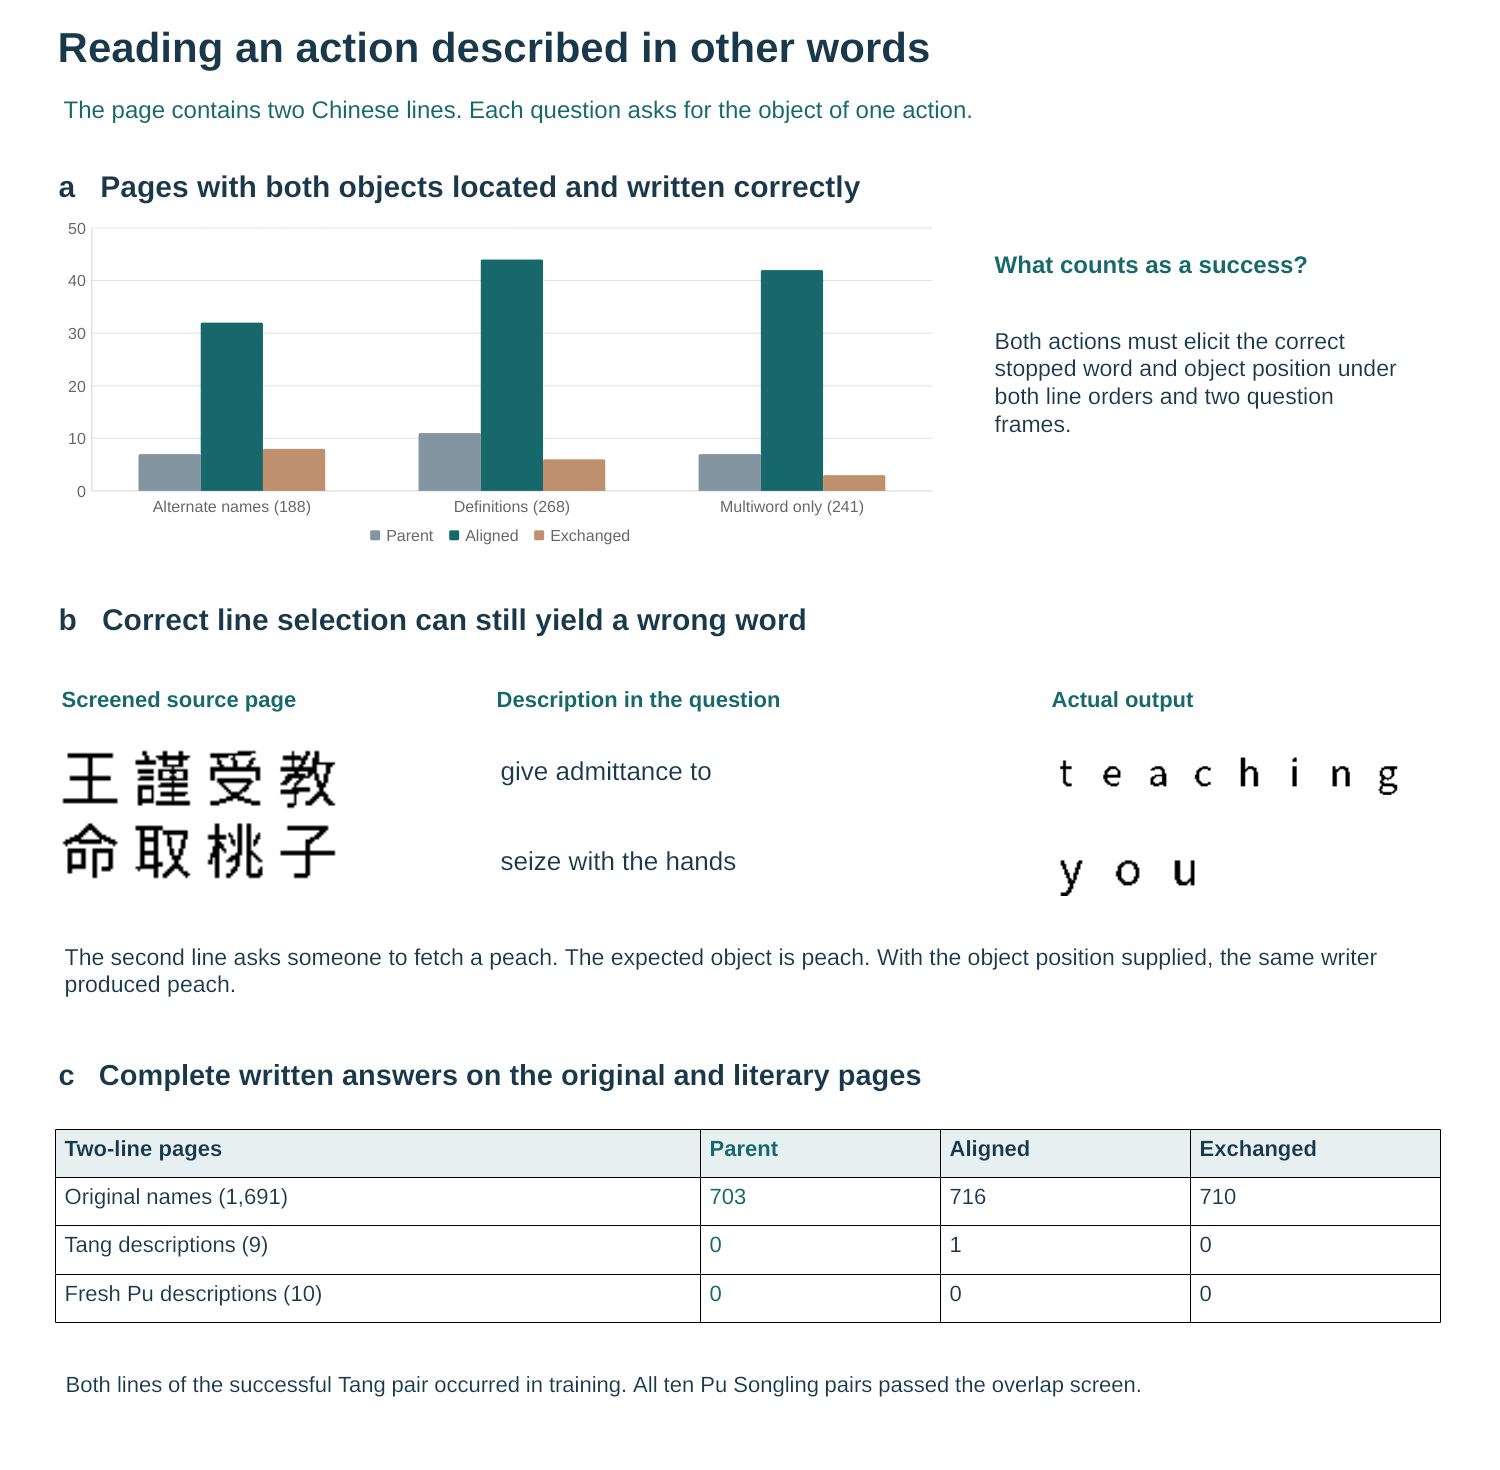 Reading an action described in other words
The page contains two Chinese lines. Each question asks for the object of one action.
a Pages with both objects located and written correctly
50
40
30
20
10
0
Alternate names (188)
Definitions (268)
Multiword only (241)
Parent
Aligned
Exchanged
What counts as a success?
Both actions must elicit the correct
stopped word and object position under
both line orders and two question
frames.
b Correct line selection can still yield a wrong word
Screened source page
Description in the question
Actual output
王謹受教
give admittance to
teaching
命取桃子
seize with the hands
you
The second line asks someone to fetch a peach. The expected object is peach. With the object position supplied, the same writer
produced peach.
c Complete written answers on the original and literary pages
Two-line pages Parent Aligned Exchanged
Original names (1,691) 703 716 710
Tang descriptions (9) 0 1 0
Fresh Pu descriptions (10) 0 0 0
Both lines of the successful Tang pair occurred in training. All ten Pu Songling pairs passed the overlap screen.